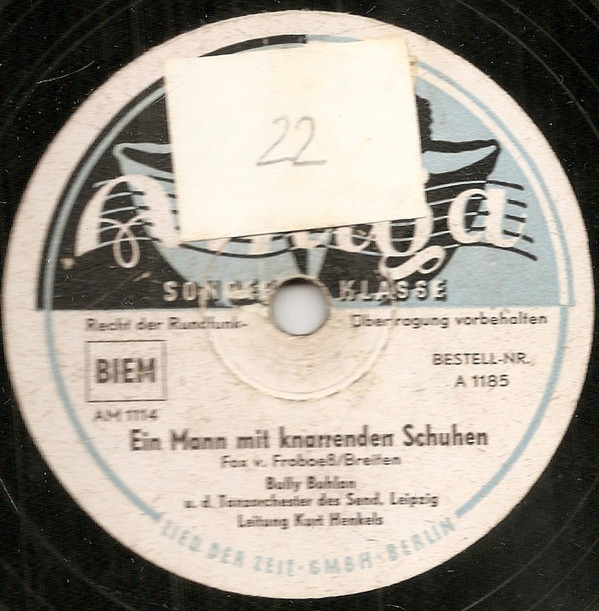 22
Amiga
SONDER KLASSE
Recht der Rundfunk- Übertragung vorbehalten
BIEM
BESTELL-NR.
A 1185
AM 1114
Ein Mann mit knarrenden Schuhen
Fox v. Froboeß/Breiten
Bully Buhlan
u. d. Tanzorchester des Send. Leipzig
Leitung Kurt Henkels
LIED DER ZEIT · GMBH · BERLIN